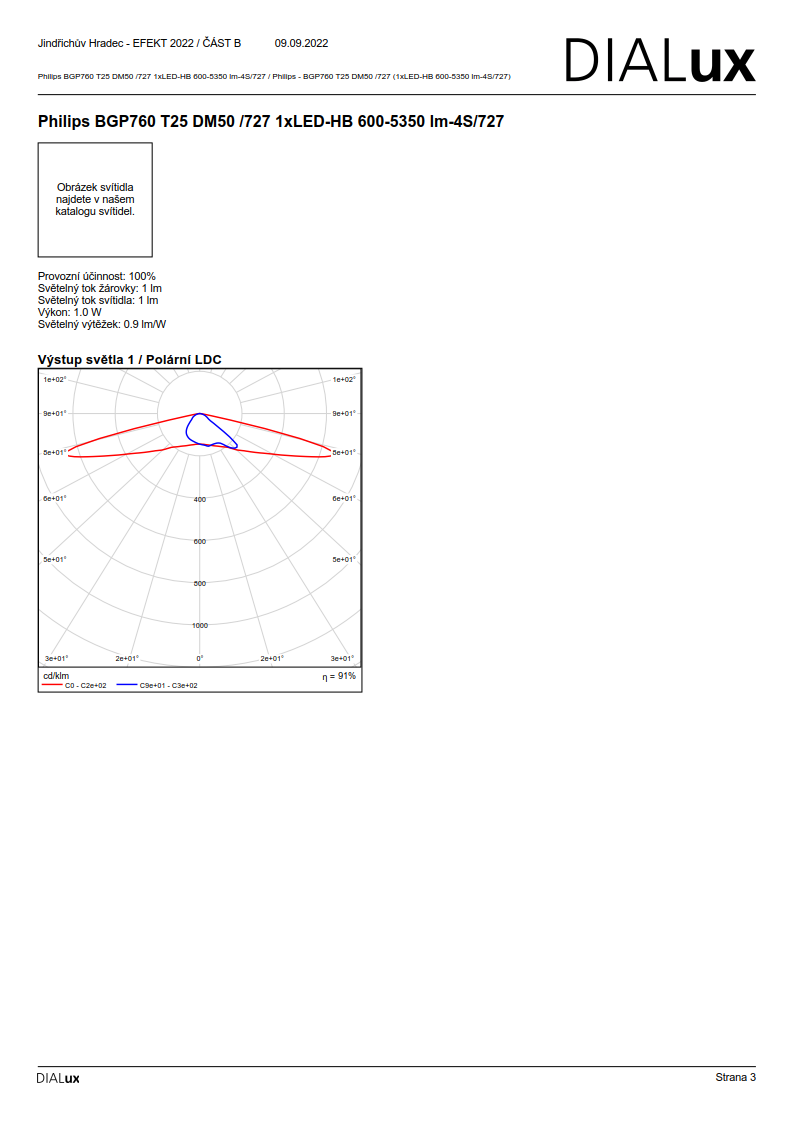 Jindřichův Hradec - EFEKT 2022 / ČÁST B 09.09.2022
DIALux
Philips BGP760 T25 DM50 /727 1xLED-HB 600-5350 lm-4S/727 / Philips - BGP760 T25 DM50 /727 (1xLED-HB 600-5350 lm-4S/727)
Philips BGP760 T25 DM50 /727 1xLED-HB 600-5350 lm-4S/727
Obrázek svítidla
najdete v našem
katalogu svítidel.
Provozní účinnost: 100%
Světelný tok žárovky: 1 lm
Světelný tok svítidla: 1 lm
Výkon: 1.0 W
Světelný výtěžek: 0.9 lm/W
Výstup světla 1 / Polární LDC
1e+02° 1e+02°
9e+01° 9e+01°
8e+01° 8e+01°
6e+01° 400 6e+01°
600
5e+01° 5e+01°
800
1000
3e+01° 2e+01° 0° 2e+01° 3e+01°
cd/klm η = 91%
C0 - C2e+02 C9e+01 - C3e+02
DIALux Strana 3